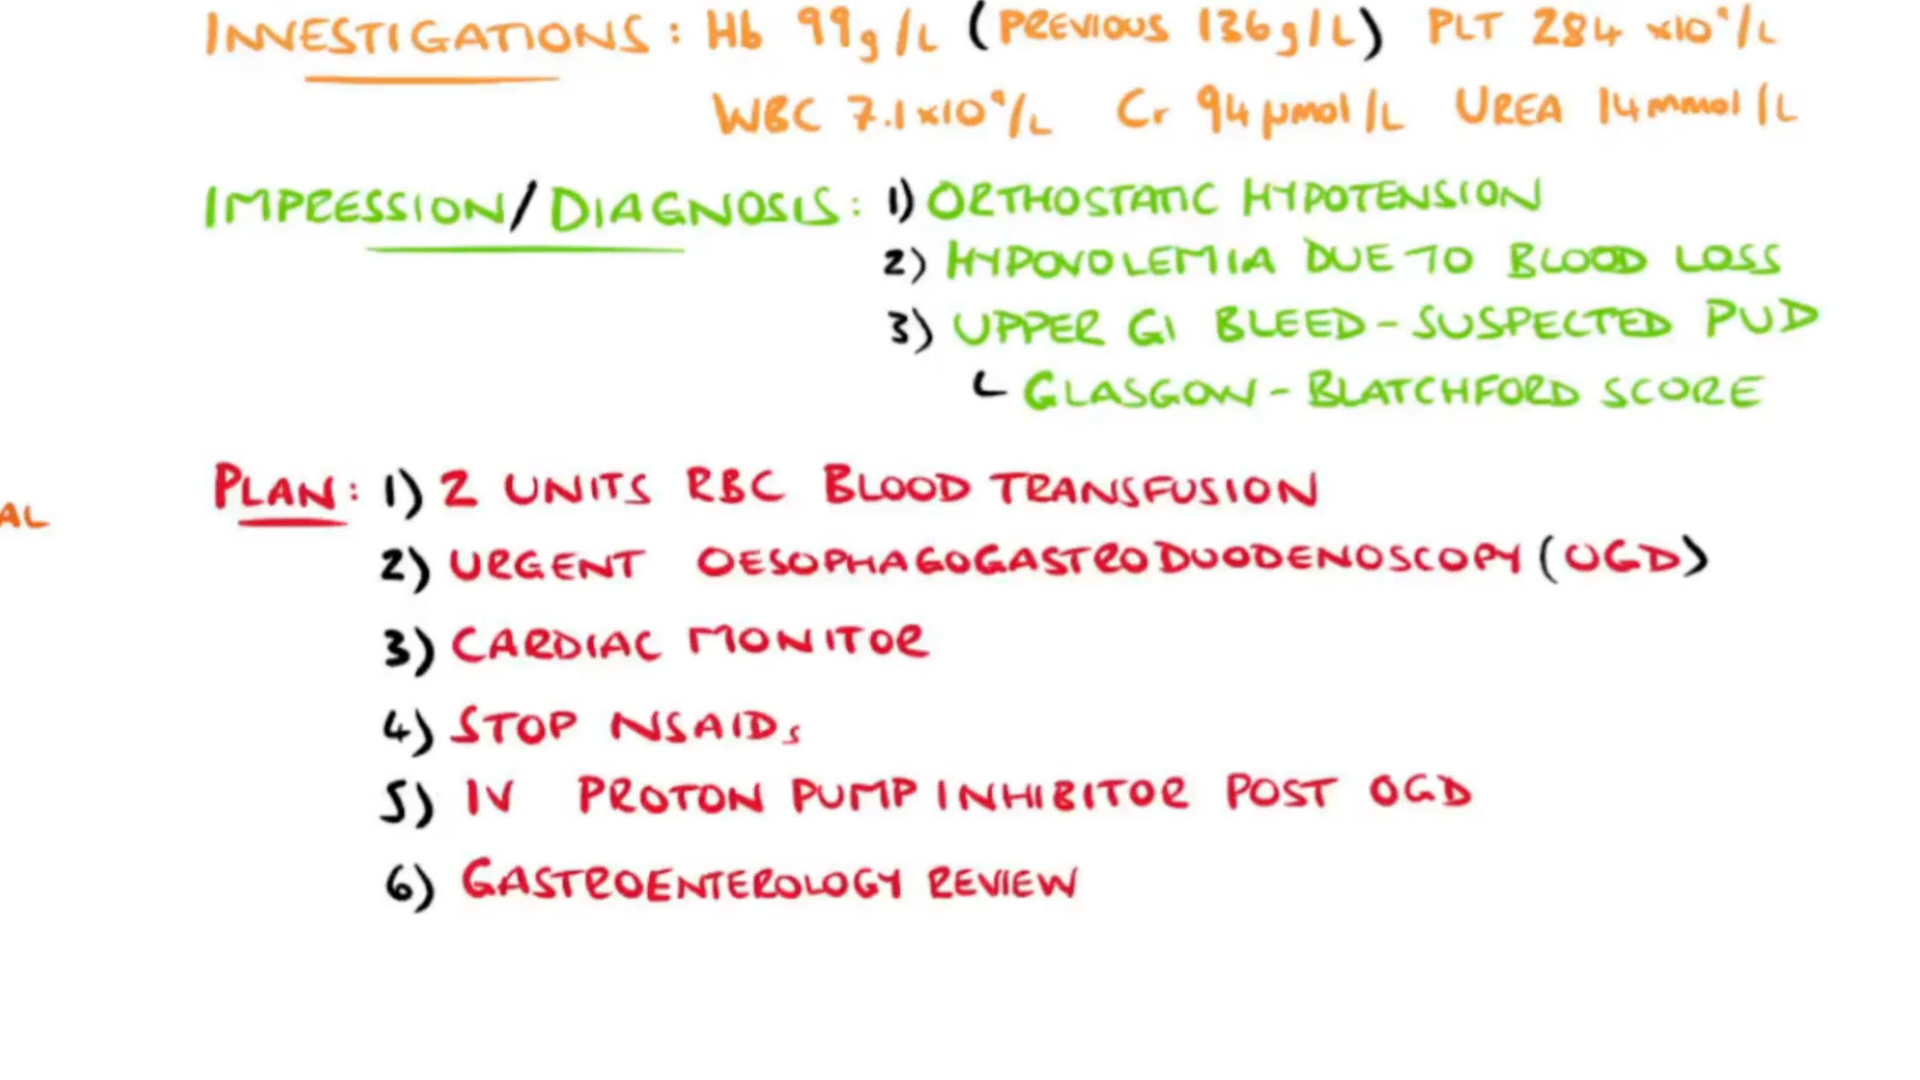 INVESTIGATIONS: Hb 99g/L (PREVIOUS 136g/L) PLT 284 x10⁹/L
WBC 7.1x10⁹/L Cr 94µmol/L UREA 14mmol/L
IMPRESSION/DIAGNOSIS: 1) ORTHOSTATIC HYPOTENSION
2) HYPOVOLEMIA DUE TO BLOOD LOSS
3) UPPER GI BLEED-SUSPECTED PUD
GLASGOW-BLATCHFORD SCORE
AL
PLAN: 1) 2 UNITS RBC BLOOD TRANSFUSION
2) URGENT OESOPHAGOGASTRODUODENOSCOPY (OGD)
3) CARDIAC MONITOR
4) STOP NSAIDs
5) IV PROTON PUMP INHIBITOR POST OGD
6) GASTROENTEROLOGY REVIEW